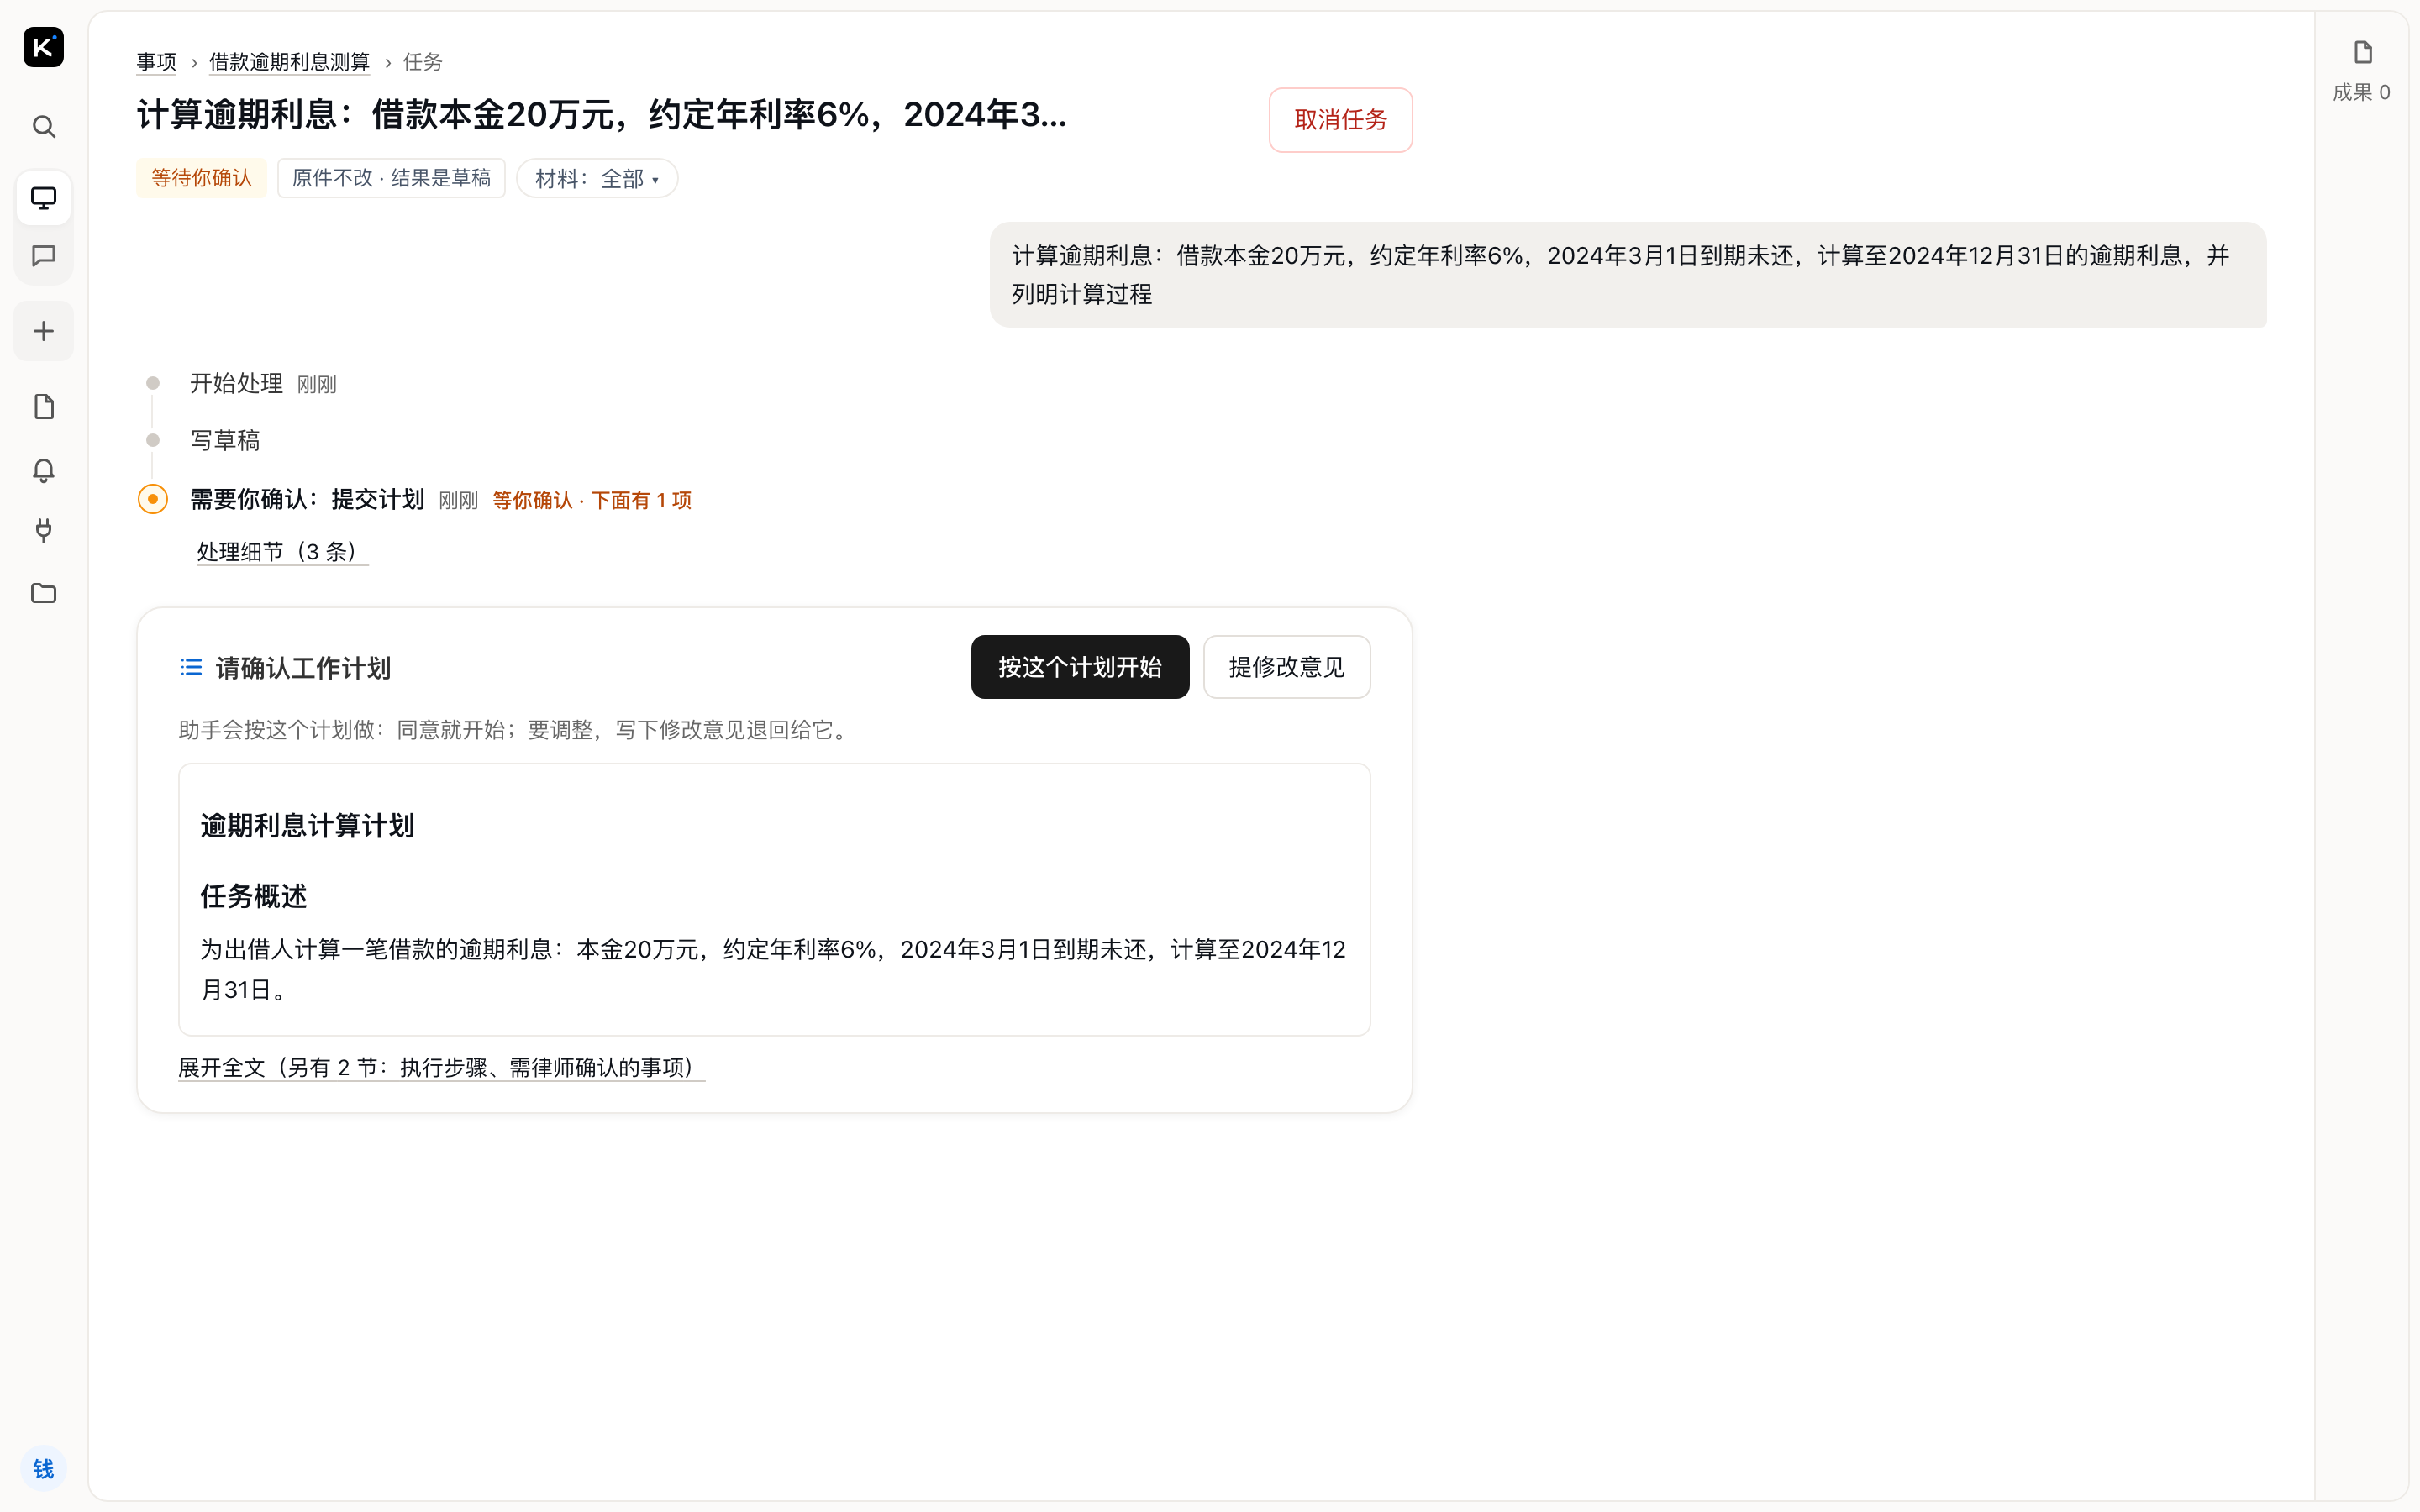 K
事项 › 借款逾期利息测算 › 任务
计算逾期利息：借款本金20万元，约定年利率6%，2024年3...
取消任务
等待你确认
原件不改 · 结果是草稿
材料：全部 ▾
成果 0
计算逾期利息：借款本金20万元，约定年利率6%，2024年3月1日到期未还，计算至2024年12月31日的逾期利息，并
列明计算过程
开始处理 刚刚
写草稿
需要你确认：提交计划 刚刚 等你确认 · 下面有 1 项
处理细节（3 条）
请确认工作计划
按这个计划开始
提修改意见
助手会按这个计划做：同意就开始；要调整，写下修改意见退回给它。
逾期利息计算计划
任务概述
为出借人计算一笔借款的逾期利息：本金20万元，约定年利率6%，2024年3月1日到期未还，计算至2024年12
月31日。
展开全文（另有 2 节：执行步骤、需律师确认的事项）
钱